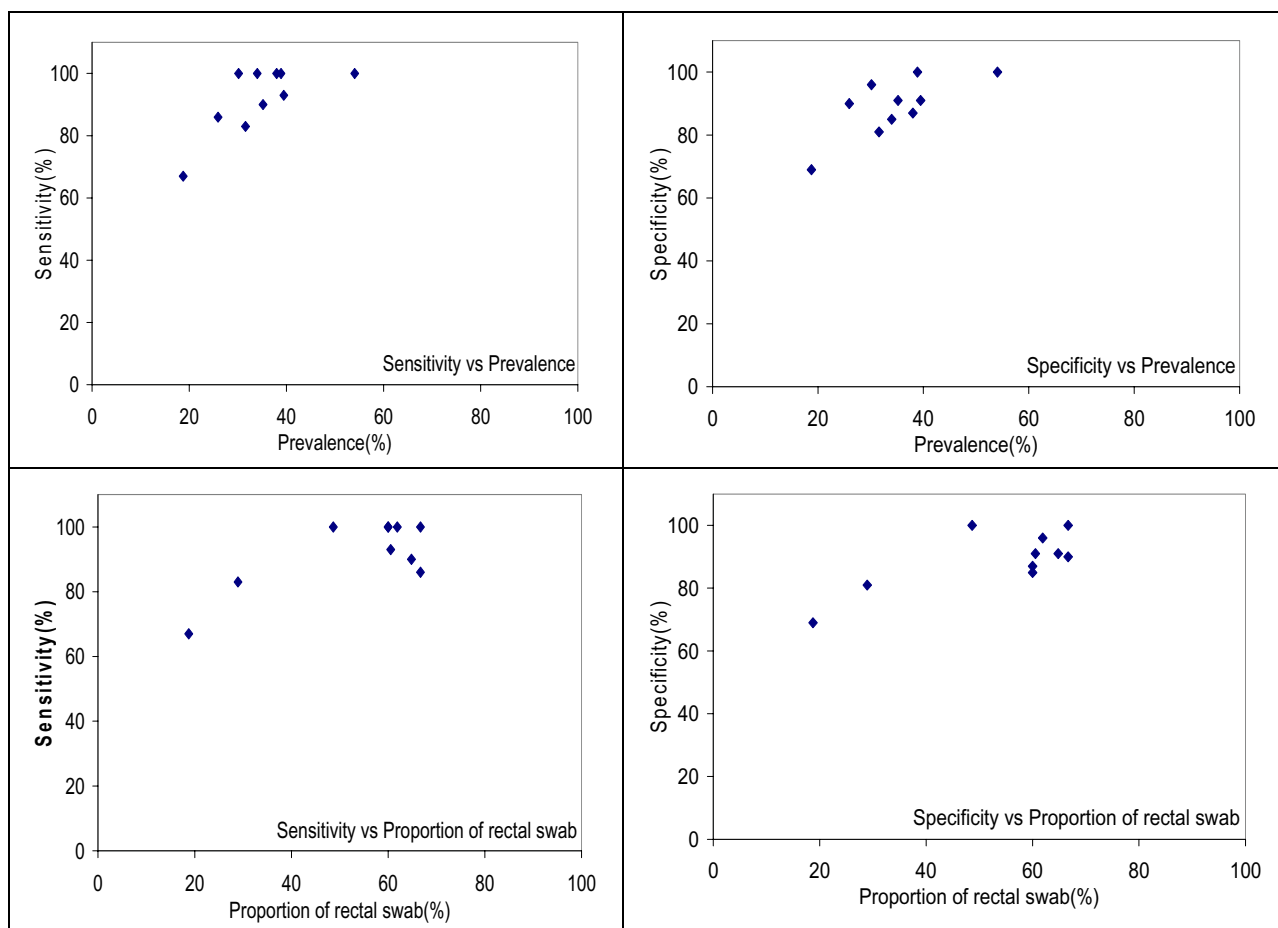 100
80
60
40
20
0
Sensitivity(%)
Sensitivity vs Prevalence
0 20 40 60 80 100
Prevalence(%)
100
80
60
40
20
0
Specificity(%)
Specificity vs Prevalence
0 20 40 60 80 100
Prevalence(%)
100
80
60
40
20
0
Sensitivity(%)
Sensitivity vs Proportion of rectal swab
0 20 40 60 80 100
Proportion of rectal swab(%)
100
80
60
40
20
0
Specificity(%)
Specificity vs Proportion of rectal swab
0 20 40 60 80 100
Proportion of rectal swab(%)